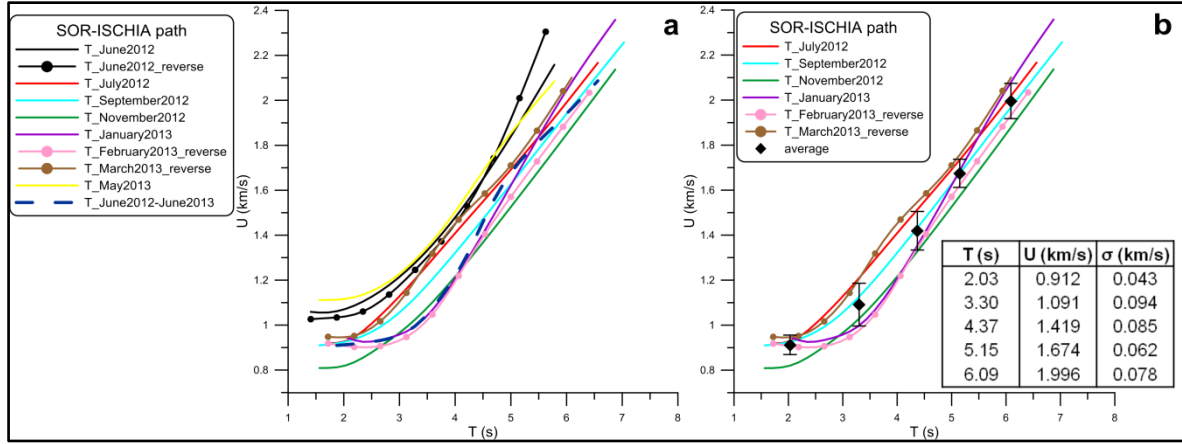 SOR-ISCHIA path
T_June2012
T_June2012_reverse
T_July2012
T_September2012
T_November2012
T_January2013
T_February2013_reverse
T_March2013_reverse
T_May2013
T_June2012-June2013
a
2.4
2.2
2
1.8
1.6
1.4
1.2
1
0.8
U (km/s)
1 2 3 4 5 6 7 8
T (s)
SOR-ISCHIA path
T_July2012
T_September2012
T_November2012
T_January2013
T_February2013_reverse
T_March2013_reverse
average
b
2.4
2.2
2
1.8
1.6
1.4
1.2
1
0.8
U (km/s)
1 2 3 4 5 6 7 8
T (s)
T (s) U (km/s) σ (km/s)
2.03 0.912 0.043
3.30 1.091 0.094
4.37 1.419 0.085
5.15 1.674 0.062
6.09 1.996 0.078